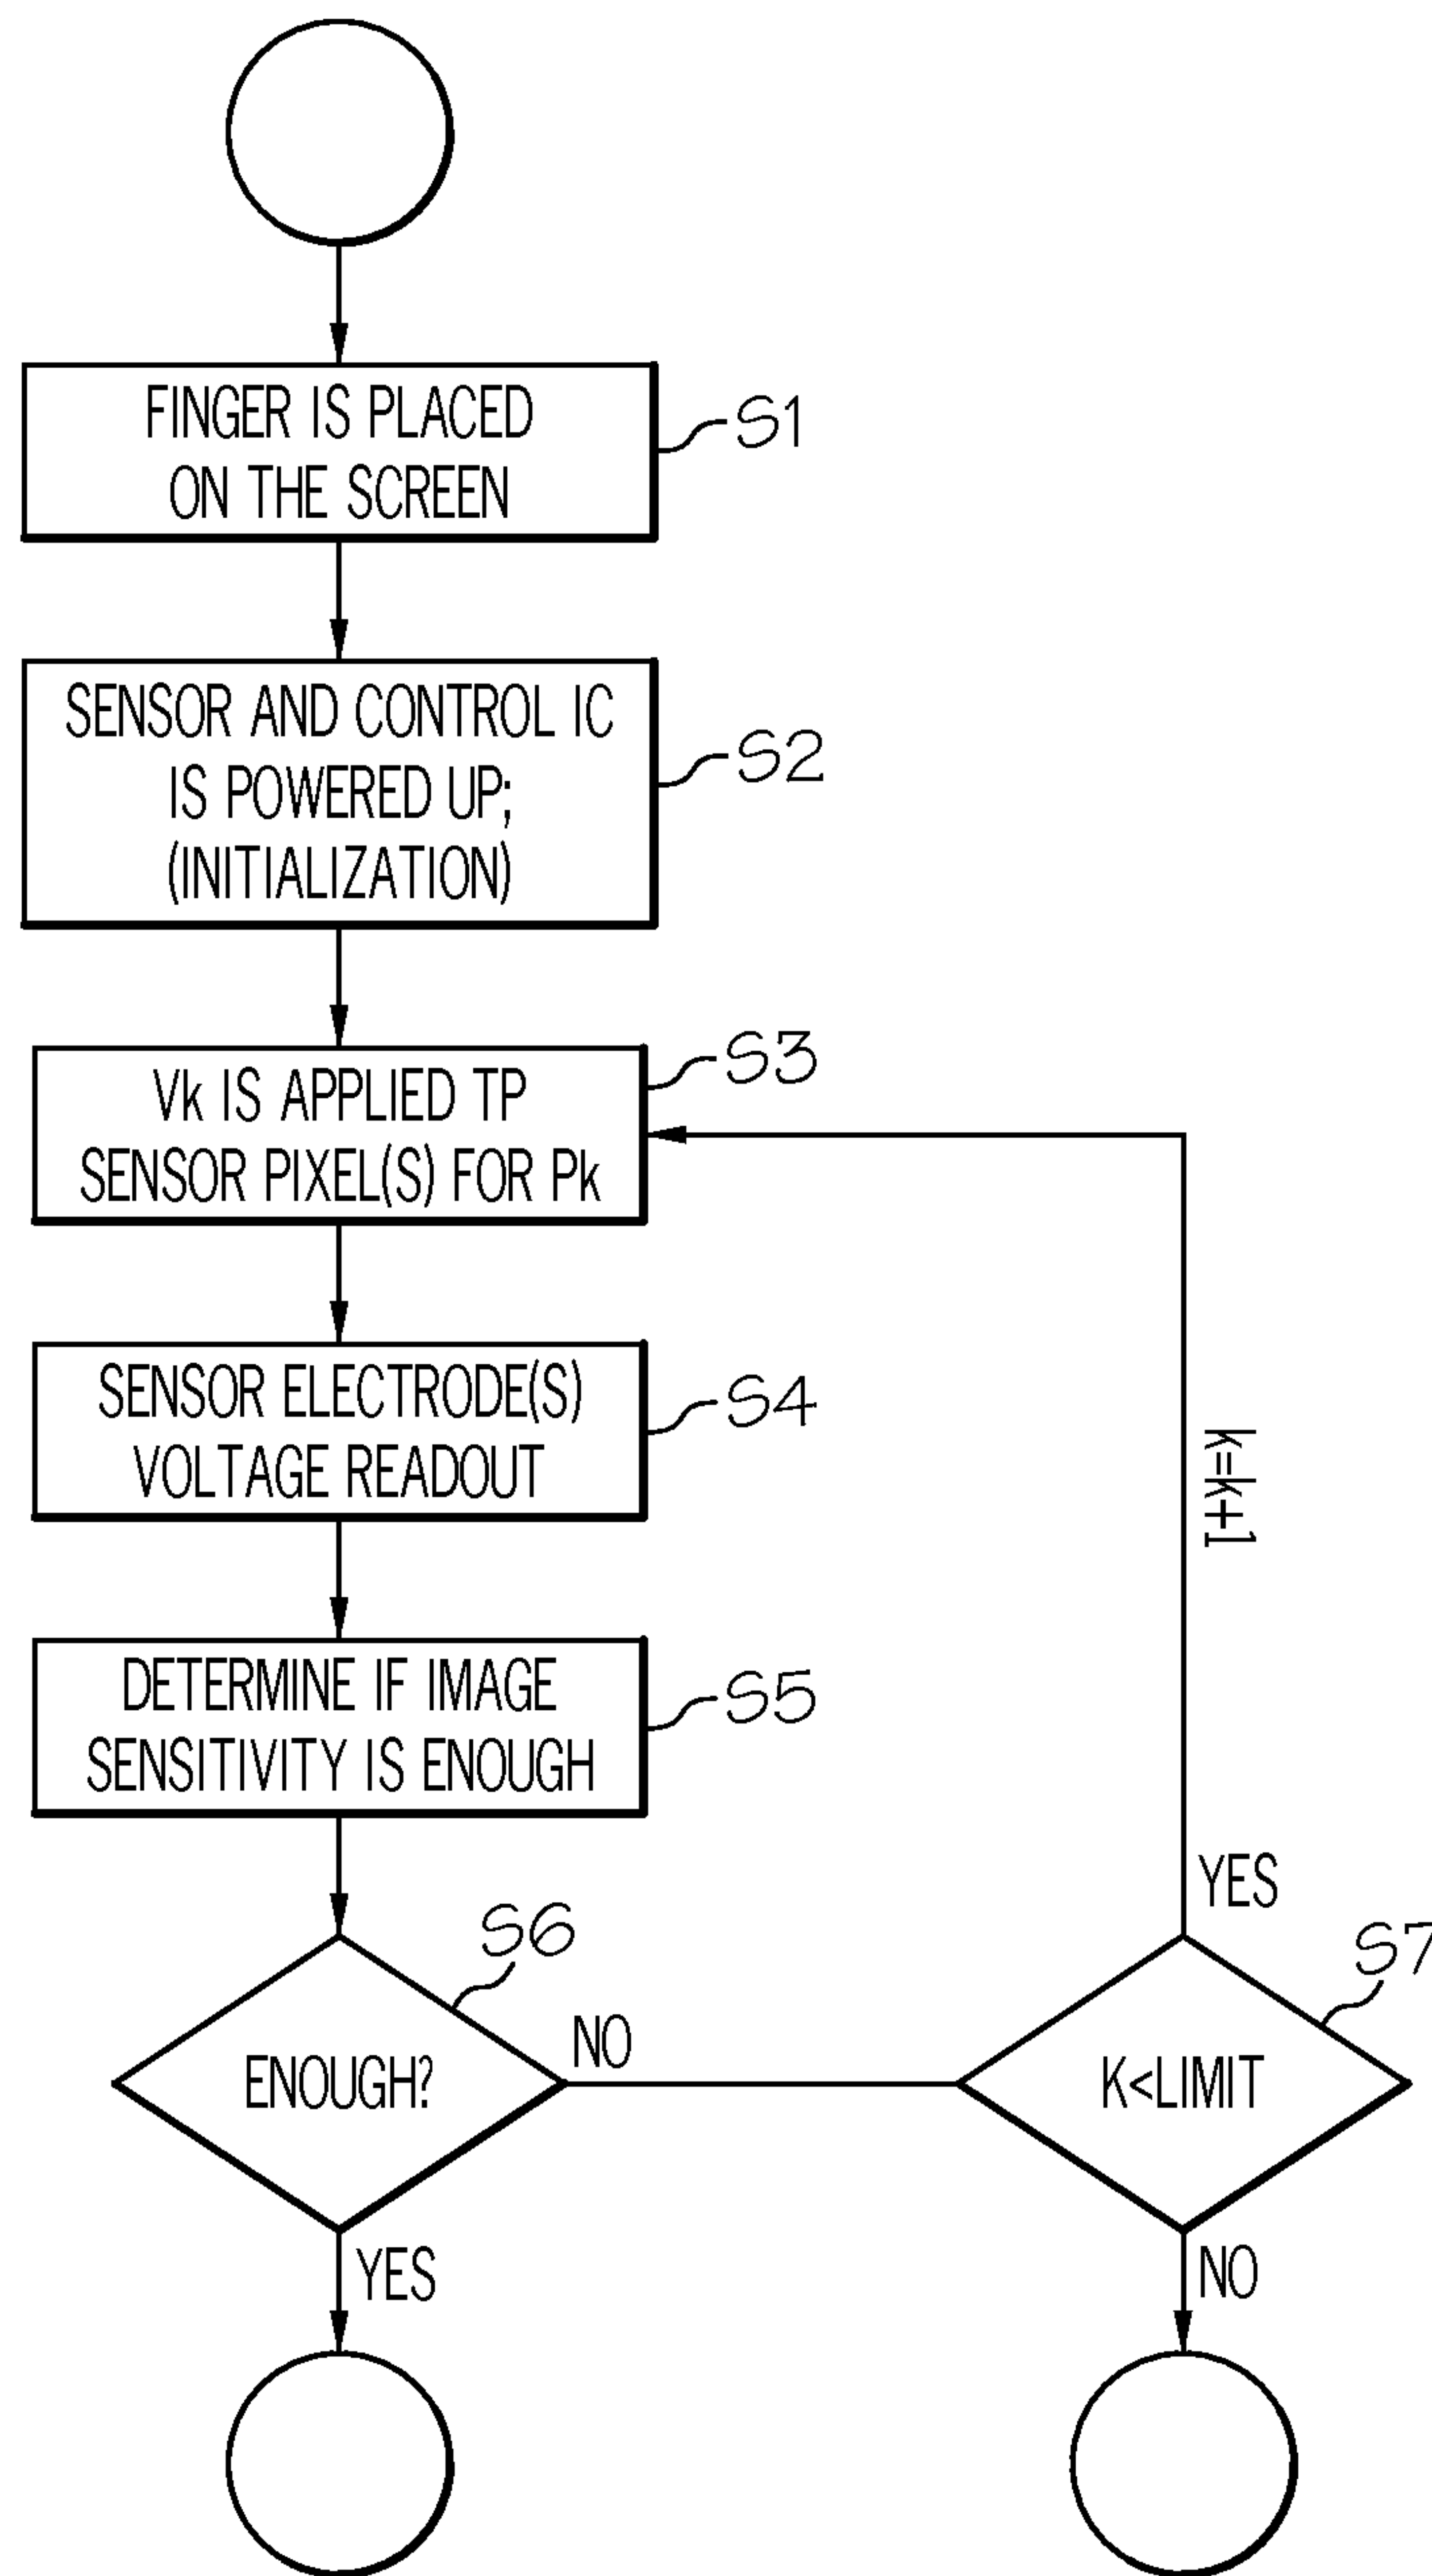 FINGER IS PLACED
ON THE SCREEN
S1
SENSOR AND CONTROL IC
IS POWERED UP;
(INITIALIZATION)
S2
Vk IS APPLIED TP
SENSOR PIXEL(S) FOR Pk
S3
SENSOR ELECTRODE(S)
VOLTAGE READOUT
S4
k=k+1
DETERMINE IF IMAGE
SENSITIVITY IS ENOUGH
S5
S6
ENOUGH?
NO
YES
YES
S7
K<LIMIT
NO